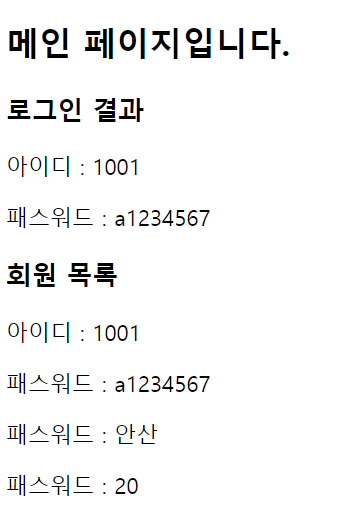 메인 페이지입니다.
로그인 결과
아이디 : 1001
패스워드 : a1234567
회원 목록
아이디 : 1001
패스워드 : a1234567
패스워드 : 안산
패스워드 : 20